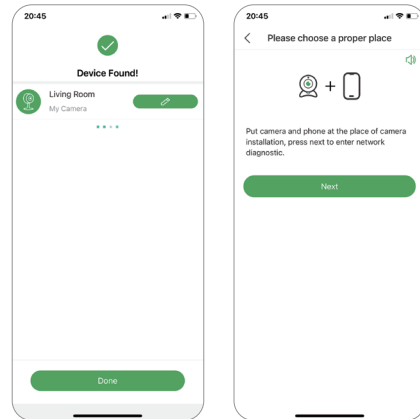 20:45
Device Found!
Living Room
My Camera
Done
20:45
Please choose a proper place
Put camera and phone at the place of camera
installation, press next to enter network
diagnostic.
Next